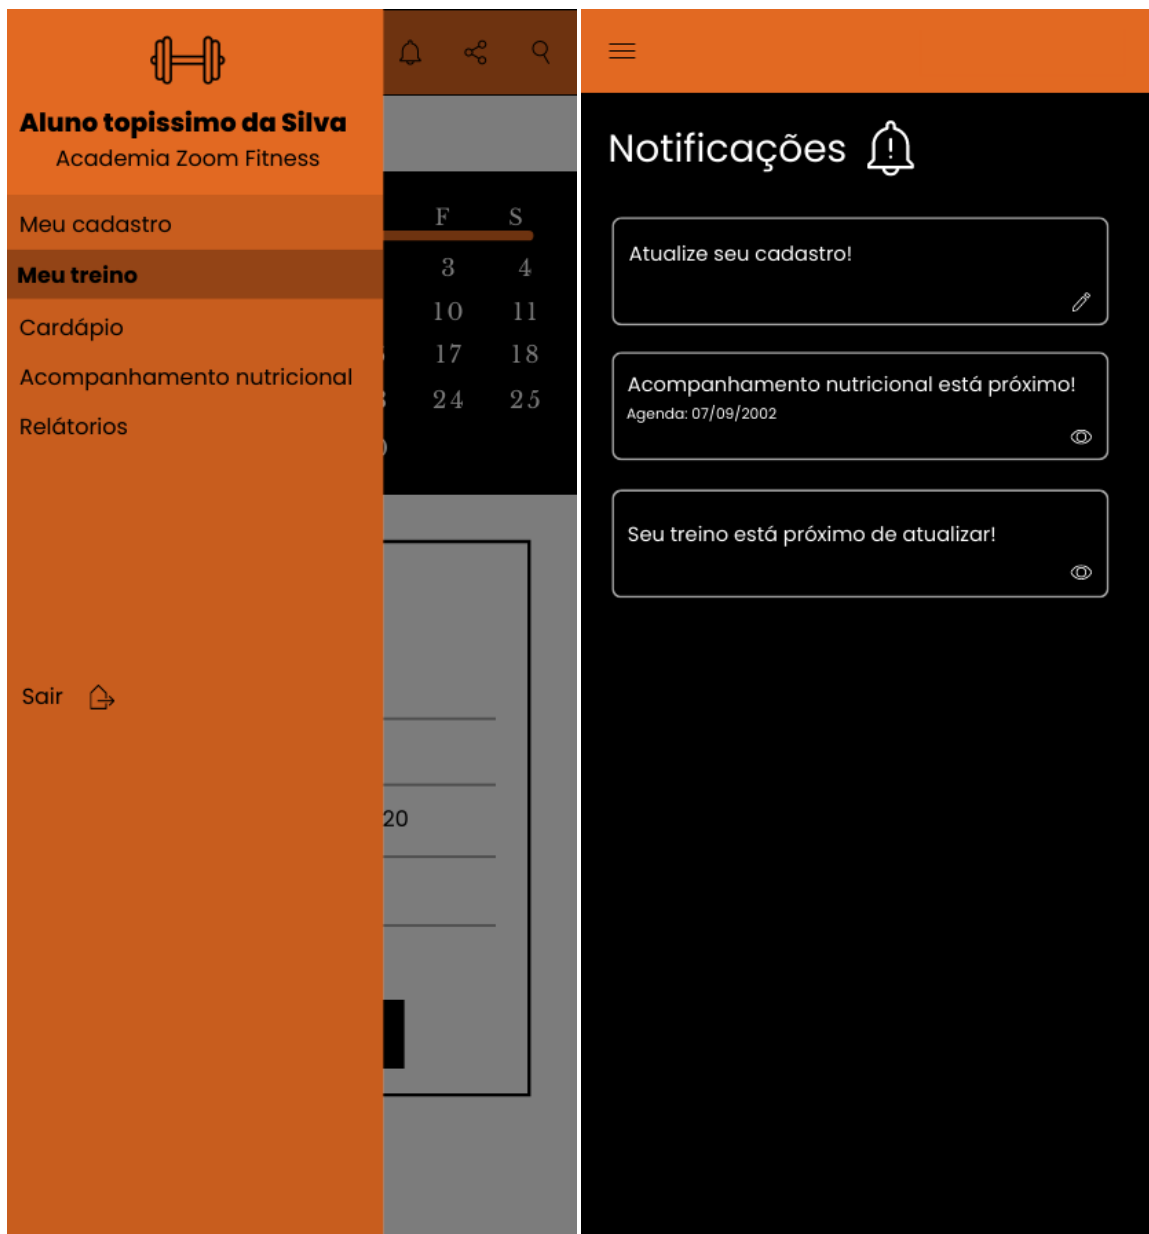 Aluno topissimo da Silva
Academia Zoom Fitness
Meu cadastro
Meu treino
Cardápio
Acompanhamento nutricional
Relátorios
Sair
F S
3 4
10 11
17 18
24 25
20
Notificações
Atualize seu cadastro!
Acompanhamento nutricional está próximo!
Agenda: 07/09/2002
Seu treino está próximo de atualizar!